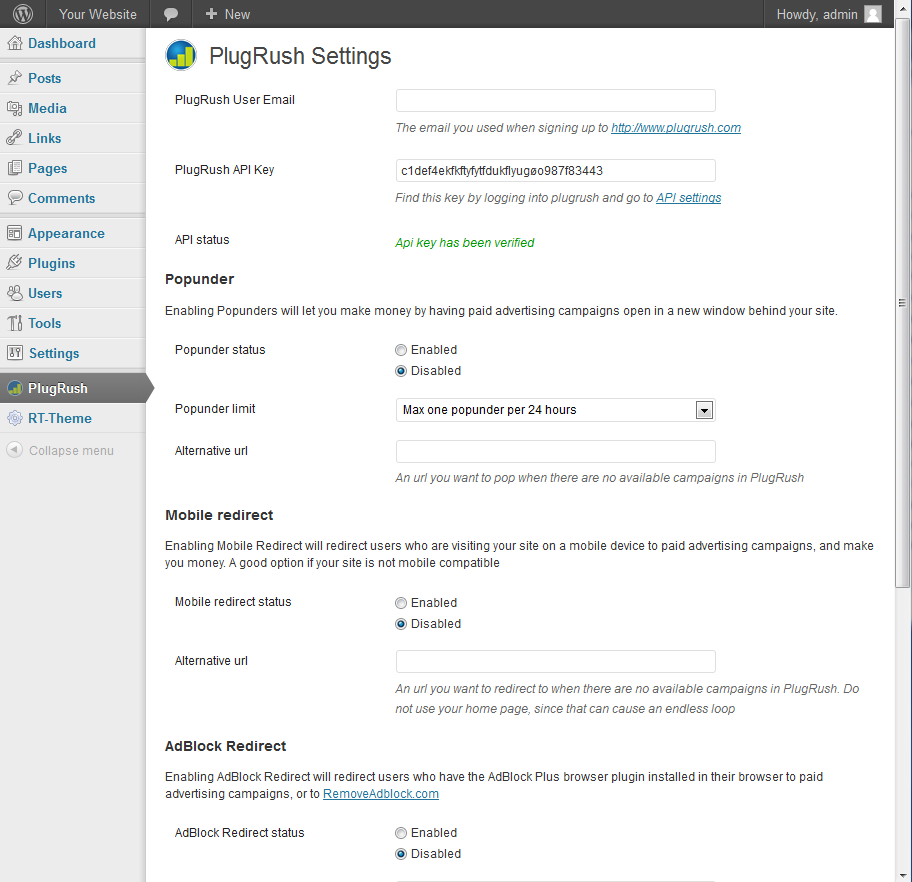 Your Website
New
Howdy, admin
Dashboard
Posts
Media
Links
Pages
Comments
Appearance
Plugins
Users
Tools
Settings
PlugRush
RT-Theme
Collapse menu
PlugRush Settings
PlugRush User Email
The email you used when signing up to http://www.plugrush.com
PlugRush API Key
c1def4ekfkftyfytfdukflyugøo987f83443
Find this key by logging into plugrush and go to API settings
API status
Api key has been verified
Popunder
Enabling Popunders will let you make money by having paid advertising campaigns open in a new window behind your site.
Popunder status
Enabled
Disabled
Popunder limit
Max one popunder per 24 hours
Alternative url
An url you want to pop when there are no available campaigns in PlugRush
Mobile redirect
Enabling Mobile Redirect will redirect users who are visiting your site on a mobile device to paid advertising campaigns, and make
you money. A good option if your site is not mobile compatible
Mobile redirect status
Enabled
Disabled
Alternative url
An url you want to redirect to when there are no available campaigns in PlugRush. Do
not use your home page, since that can cause an endless loop
AdBlock Redirect
Enabling AdBlock Redirect will redirect users who have the AdBlock Plus browser plugin installed in their browser to paid
advertising campaigns, or to RemoveAdblock.com
AdBlock Redirect status
Enabled
Disabled